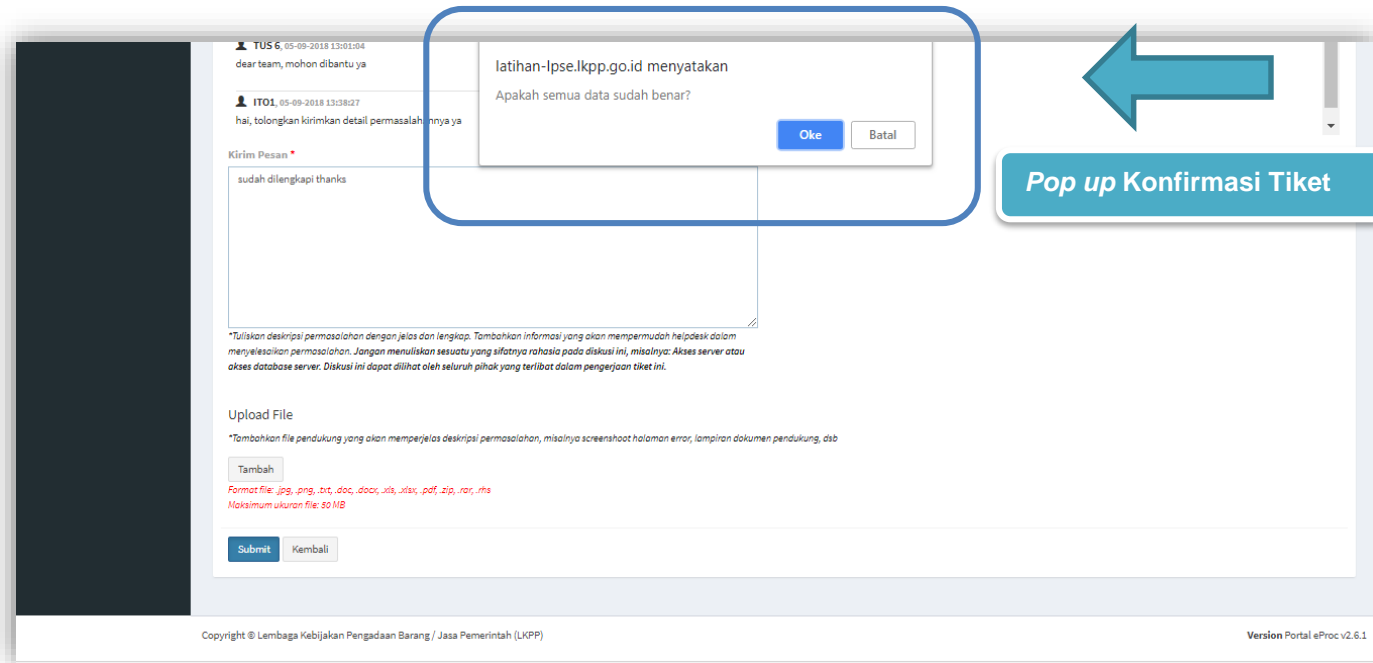 TUS 6, 05-09-2018 13:01:04
dear team, mohon dibantu ya
ITO1, 05-09-2018 13:38:27
hai, tolongkan kirimkan detail permasalahannya ya
latihan-lpse.lkpp.go.id menyatakan
Apakah semua data sudah benar?
Oke Batal
Pop up Konfirmasi Tiket
Kirim Pesan *
sudah dilengkapi thanks
*Tuliskan deskripsi permasalahan dengan jelas dan lengkap. Tambahkan informasi yang akan mempermudah helpdesk dalam
menyelesaikan permasalahan. Jangan menuliskan sesuatu yang sifatnya rahasia pada diskusi ini, misalnya: Akses server atau
akses database server. Diskusi ini dapat dilihat oleh seluruh pihak yang terlibat dalam pengerjaan tiket ini.
Upload File
*Tambahkan file pendukung yang akan memperjelas deskripsi permasalahan, misalnya screenshoot halaman error, lampiran dokumen pendukung, dsb
Tambah
Format file: .jpg, .png, .txt, .doc, .docx, .xls, .xlsx, .pdf, .zip, .rar, .rhs
Maksimum ukuran file: 50 MB
Submit Kembali
Copyright © Lembaga Kebijakan Pengadaan Barang / Jasa Pemerintah (LKPP)
Version Portal eProc v2.6.1